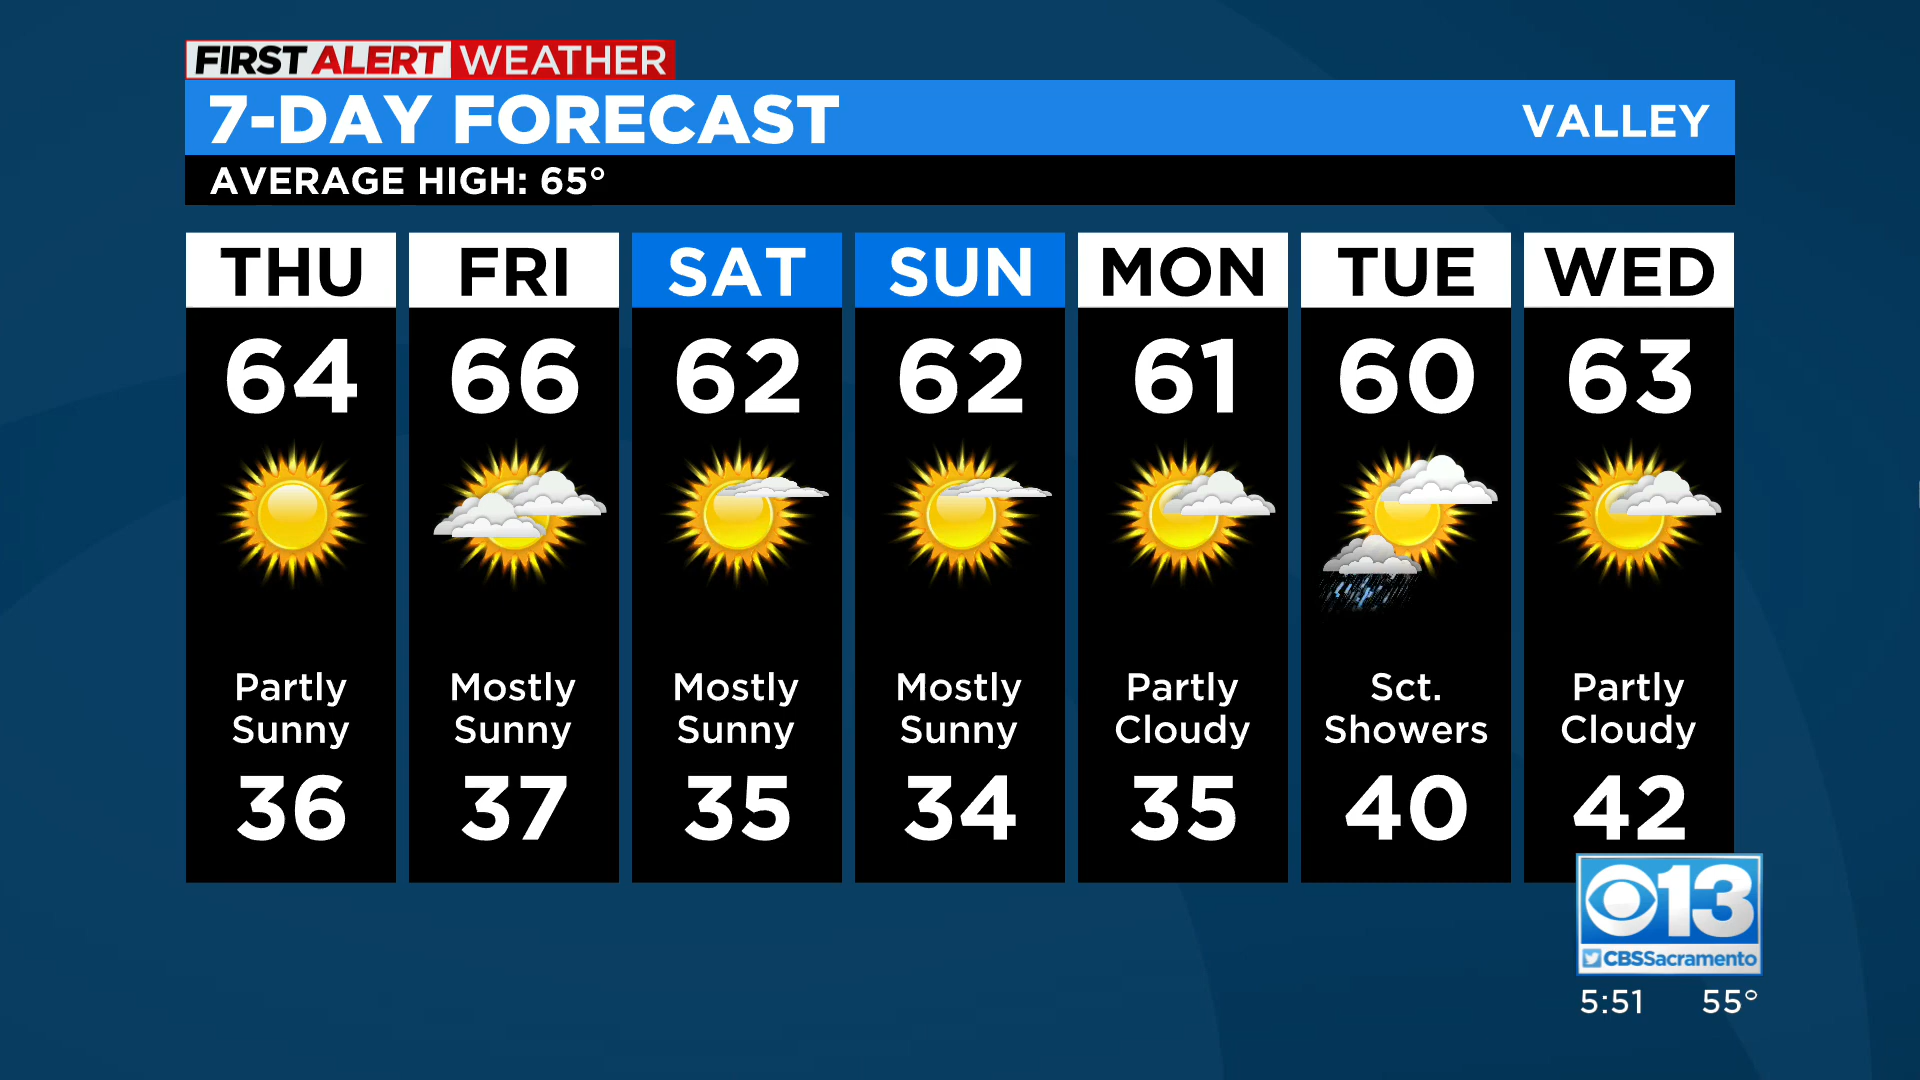 FIRST ALERT WEATHER
7-DAY FORECAST
VALLEY
AVERAGE HIGH: 65°
THU FRI SAT SUN MON TUE WED
64 66 62 62 61 60 63
Partly Mostly Mostly Mostly Partly Sct. Partly
Sunny Sunny Sunny Sunny Cloudy Showers Cloudy
36 37 35 34 35 40 42
13
CBSSacramento
5:51 55°